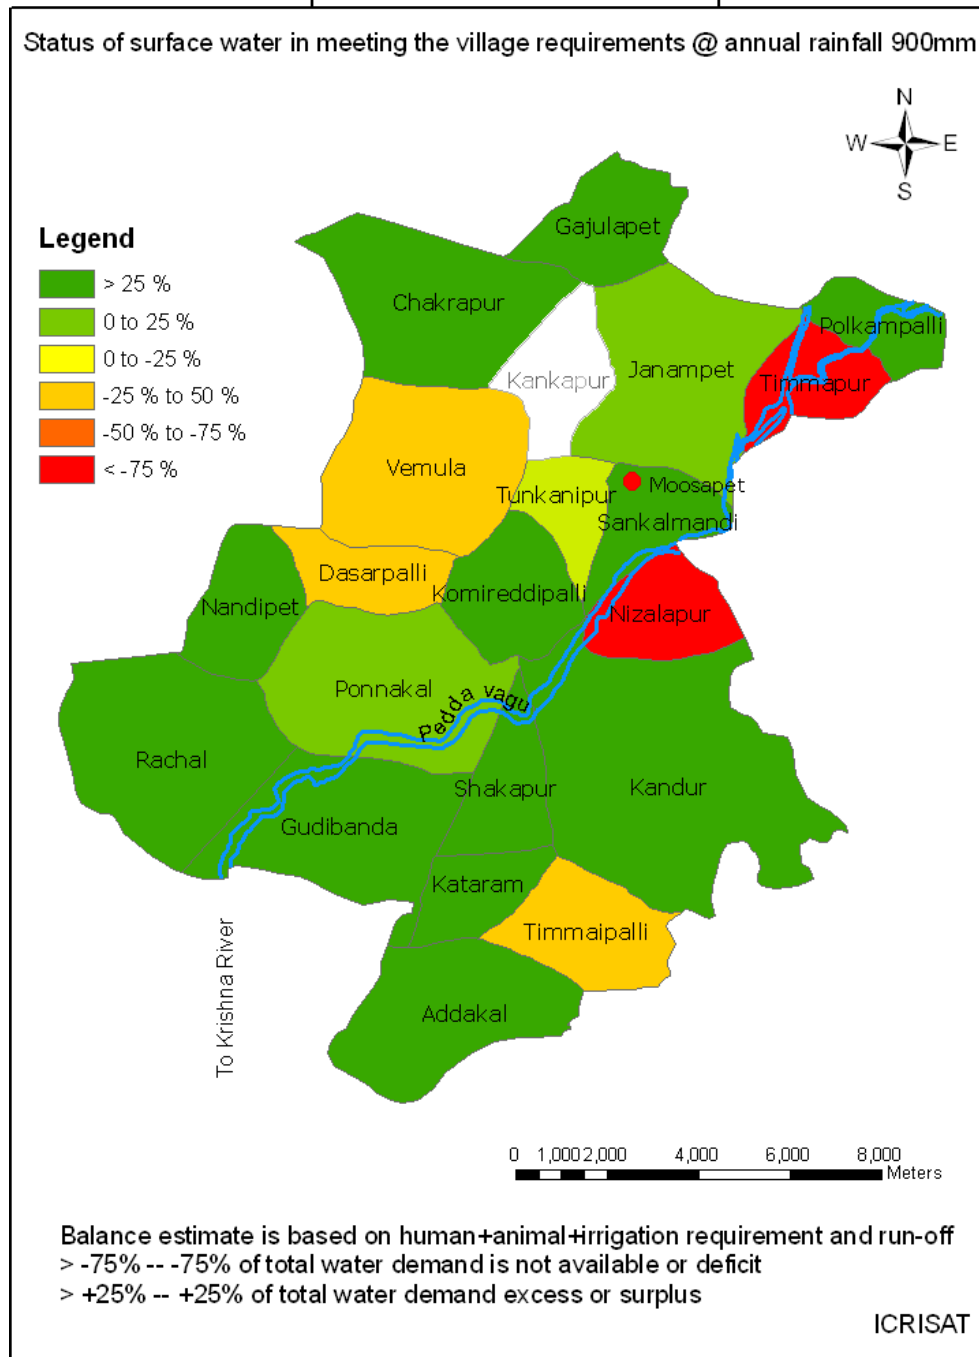 Status of surface water in meeting the village requirements @ annual rainfall 900mm
N
W E
S
Legend
> 25 %
0 to 25 %
0 to -25 %
-25 % to 50 %
-50 % to -75 %
< -75 %
Gajulapet
Chakrapur
Polkampalli
Kankapur
Janampet
Timmapur
Vemula
Tunkanipur
Moosapet
Sankalmandi
Dasarpalli
Komireddipalli
Nandipet
Nizalapur
Ponnakal
Pedda vagu
Rachal
Shakapur
Kandur
Gudibanda
Kataram
Timmaipalli
Addakal
To Krishna River
0 1,000 2,000 4,000 6,000 8,000
Meters
Balance estimate is based on human+animal+irrigation requirement and run-off
> -75% -- -75% of total water demand is not available or deficit
> +25% -- +25% of total water demand excess or surplus
ICRISAT